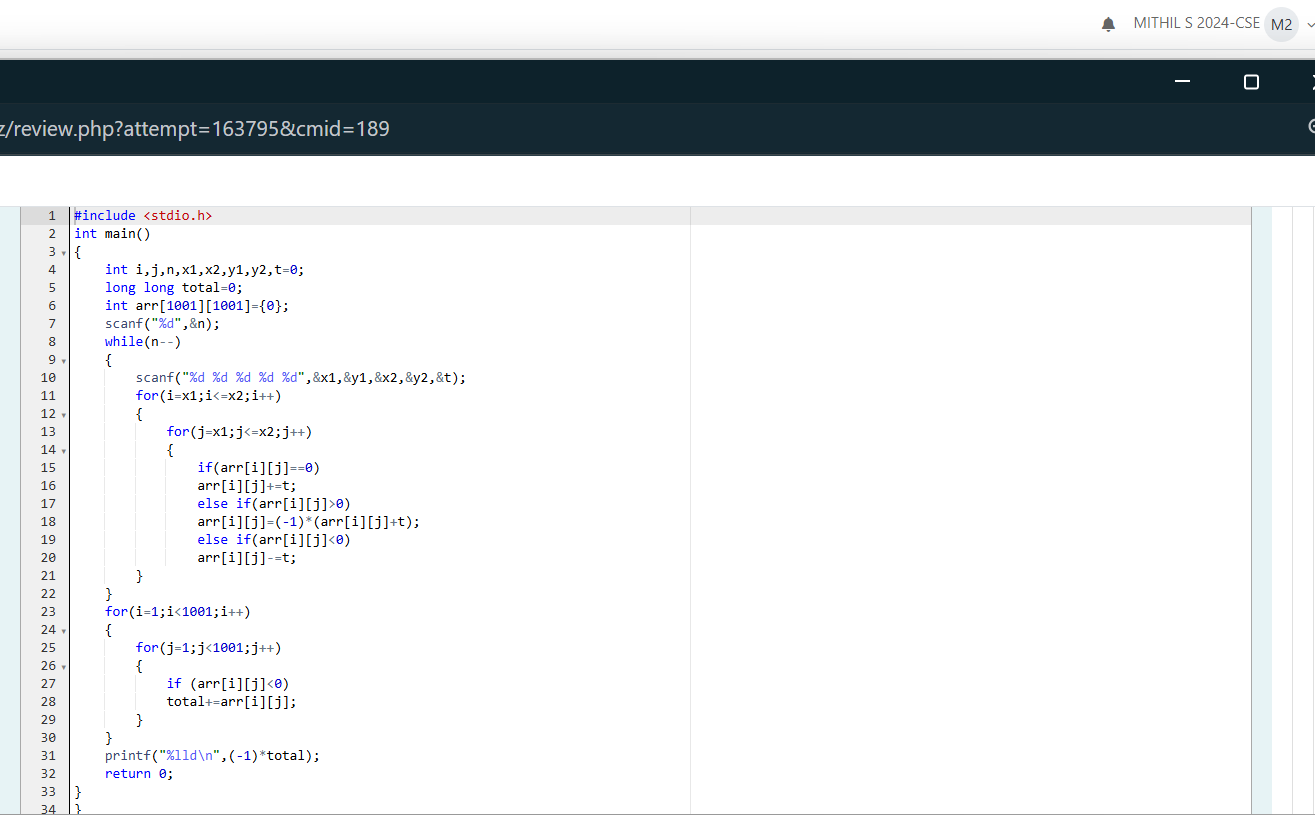 MITHIL S 2024-CSE M2
z/review.php?attempt=163795&cmid=189
1 #include <stdio.h>
2 int main()
3 {
4 int i,j,n,x1,x2,y1,y2,t=0;
5 long long total=0;
6 int arr[1001][1001]={0};
7 scanf("%d",&n);
8 while(n--)
9 {
10 scanf("%d %d %d %d %d",&x1,&y1,&x2,&y2,&t);
11 for(i=x1;i<=x2;i++)
12 {
13 for(j=x1;j<=x2;j++)
14 {
15 if(arr[i][j]==0)
16 arr[i][j]+=t;
17 else if(arr[i][j]>0)
18 arr[i][j]=(-1)*(arr[i][j]+t);
19 else if(arr[i][j]<0)
20 arr[i][j]-=t;
21 }
22 }
23 for(i=1;i<1001;i++)
24 {
25 for(j=1;j<1001;j++)
26 {
27 if (arr[i][j]<0)
28 total+=arr[i][j];
29 }
30 }
31 printf("%lld\n",(-1)*total);
32 return 0;
33 }
34 }